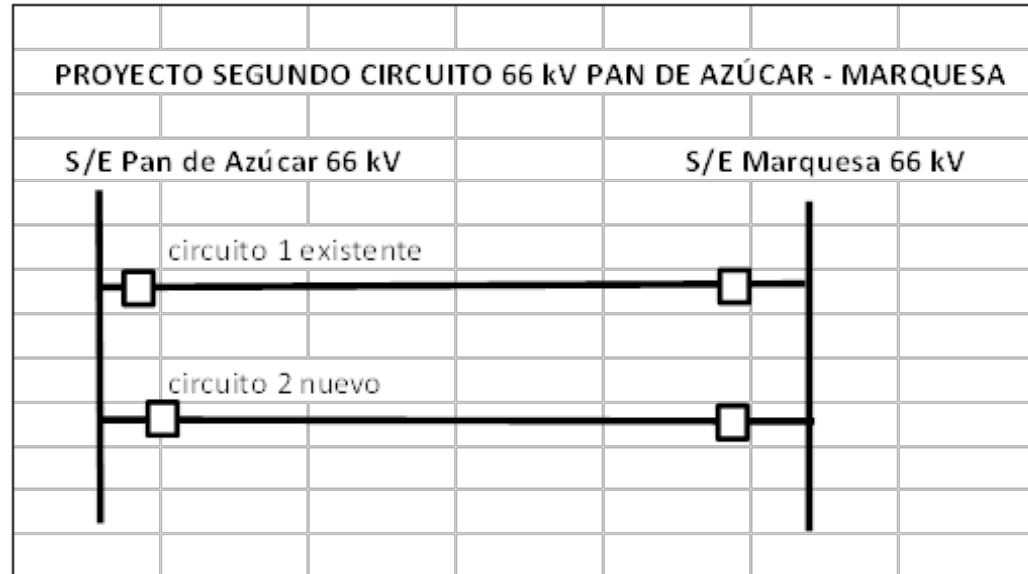 PROYECTO SEGUNDO CIRCUITO 66 kV PAN DE AZÚCAR - MARQUESA
S/E Pan de Azúcar 66 kV
S/E Marquesa 66 kV
circuito 1 existente
circuito 2 nuevo